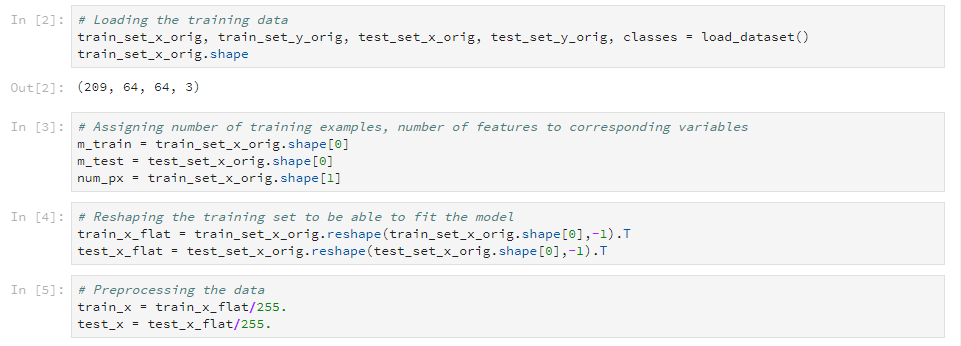 In [2]: # Loading the training data
train_set_x_orig, train_set_y_orig, test_set_x_orig, test_set_y_orig, classes = load_dataset()
train_set_x_orig.shape
Out[2]: (209, 64, 64, 3)
In [3]: # Assigning number of training examples, number of features to corresponding variables
m_train = train_set_x_orig.shape[0]
m_test = test_set_x_orig.shape[0]
num_px = train_set_x_orig.shape[1]
In [4]: # Reshaping the training set to be able to fit the model
train_x_flat = train_set_x_orig.reshape(train_set_x_orig.shape[0],-1).T
test_x_flat = test_set_x_orig.reshape(test_set_x_orig.shape[0],-1).T
In [5]: # Preprocessing the data
train_x = train_x_flat/255.
test_x = test_x_flat/255.